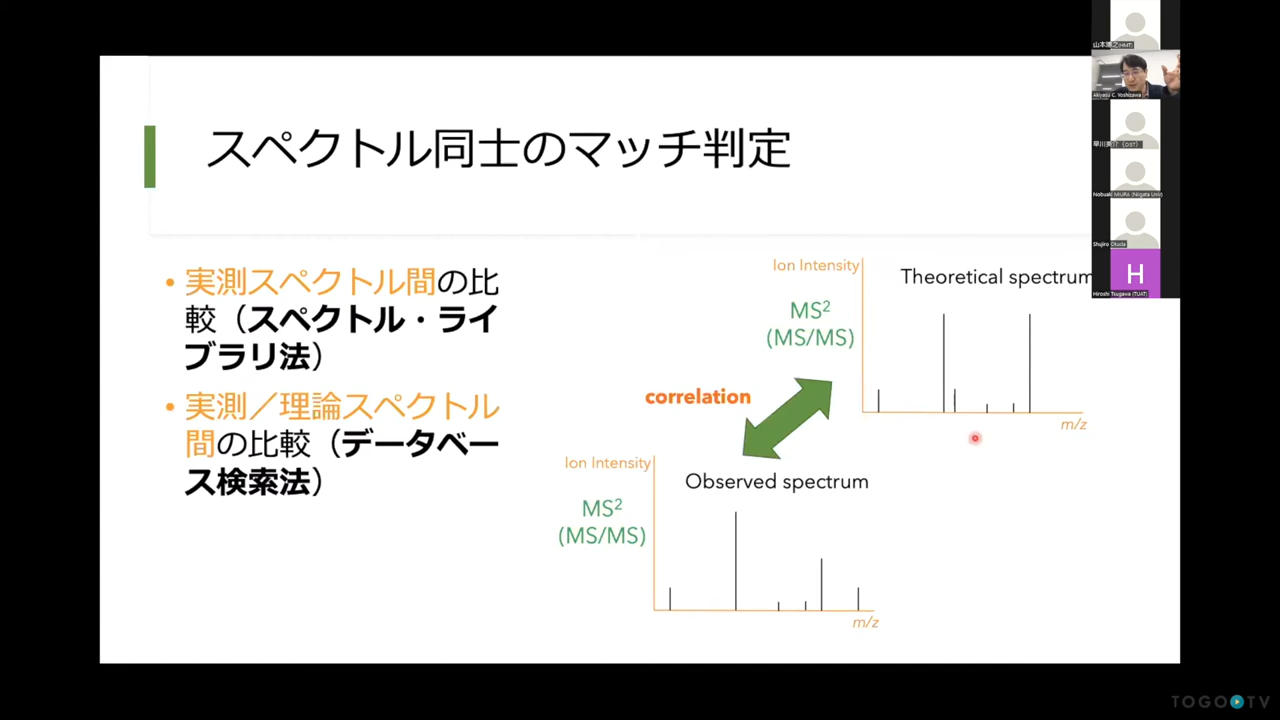 スペクトル同士のマッチ判定
• 実測スペクトル間の比
較（スペクトル・ライ
ブラリ法）
• 実測／理論スペクトル
間の比較（データベー
ス検索法）
Ion Intensity
Theoretical spectrum
MS²
(MS/MS)
m/z
correlation
Ion Intensity
Observed spectrum
MS²
(MS/MS)
m/z
Akiyasu C. Yoshizawa
Nobuaki MIURA (Niigata Univ)
Shujiro Okuda
H
Hiroshi Tsugawa (TUAT)
TOGO TV